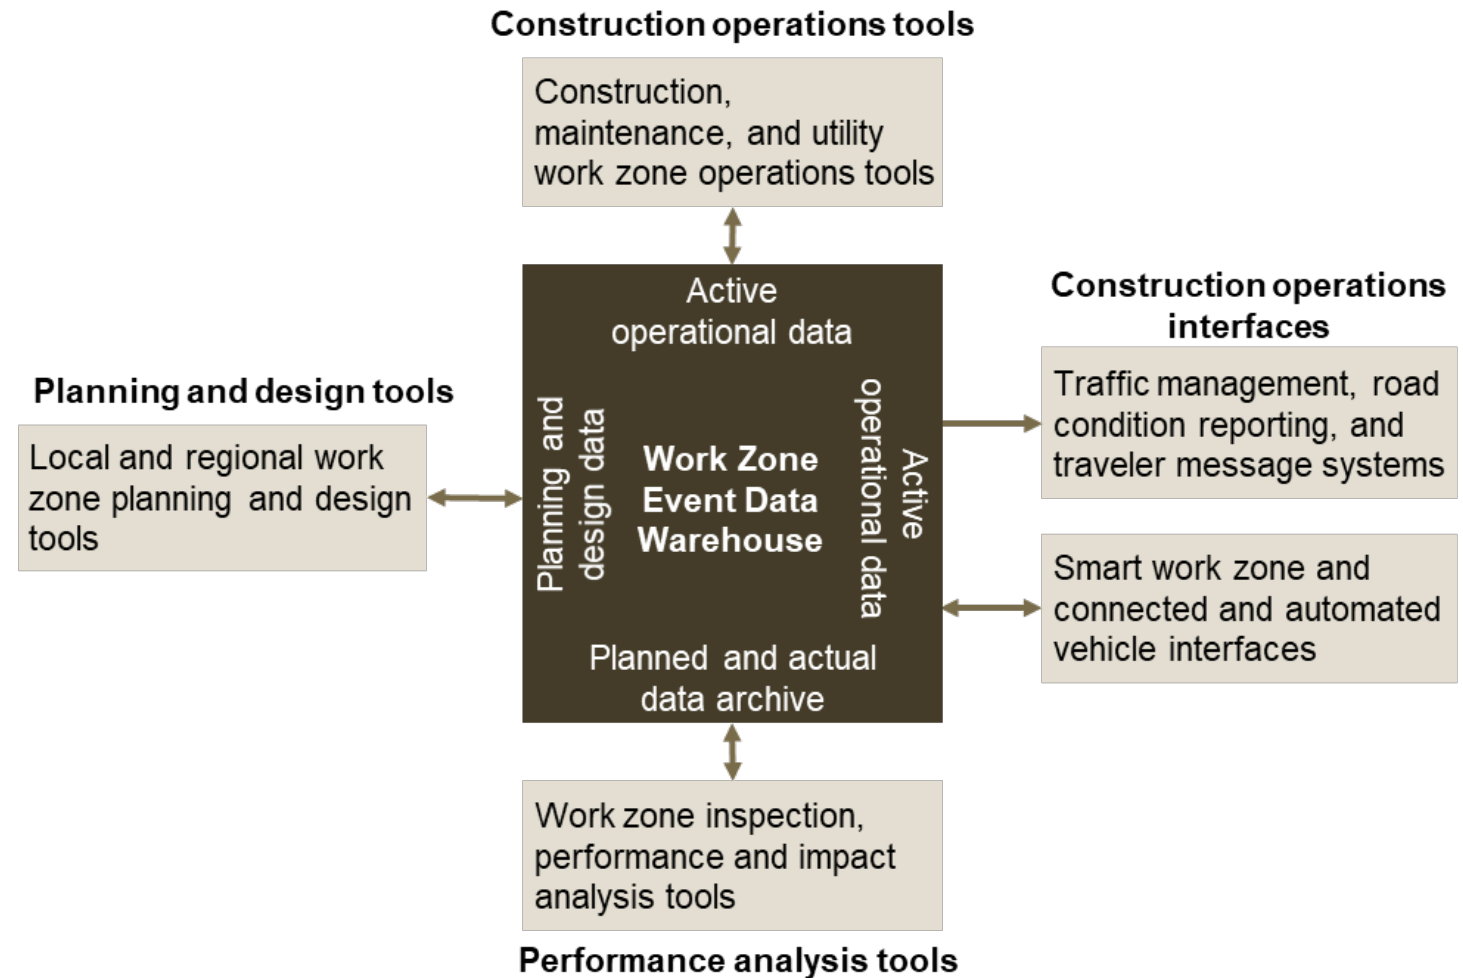 Construction operations tools
Construction,
maintenance, and utility
work zone operations tools
Active
operational data
Construction operations
interfaces
Traffic management, road
condition reporting, and
traveler message systems
Planning and design tools
Local and regional work
zone planning and design
tools
Planning and
design data
Work Zone
Event Data
Warehouse
Active
operational data
Smart work zone and
connected and automated
vehicle interfaces
Planned and actual
data archive
Work zone inspection,
performance and impact
analysis tools
Performance analysis tools